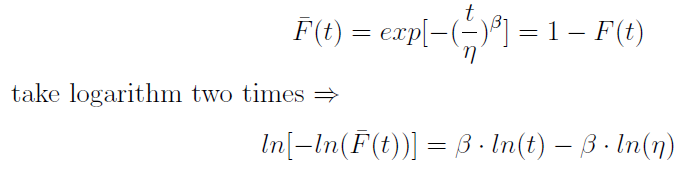 F̄(t) = exp[−(t/η)^β] = 1 − F(t)
take logarithm two times ⇒
ln[−ln(F̄(t))] = β · ln(t) − β · ln(η)